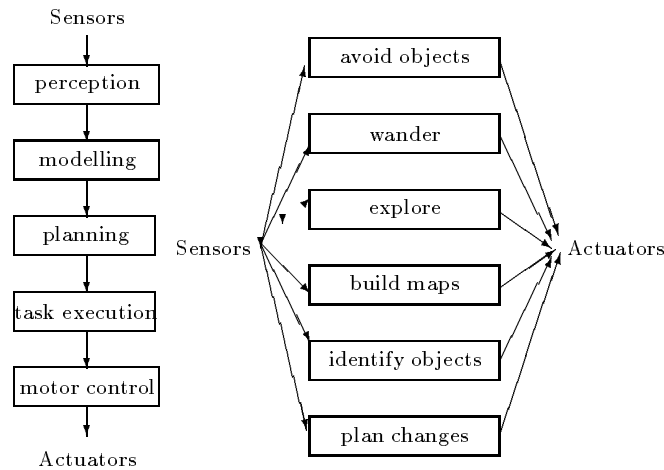 Sensors
perception
modelling
planning
task execution
motor control
Actuators
avoid objects
wander
explore
Sensors
Actuators
build maps
identify objects
plan changes